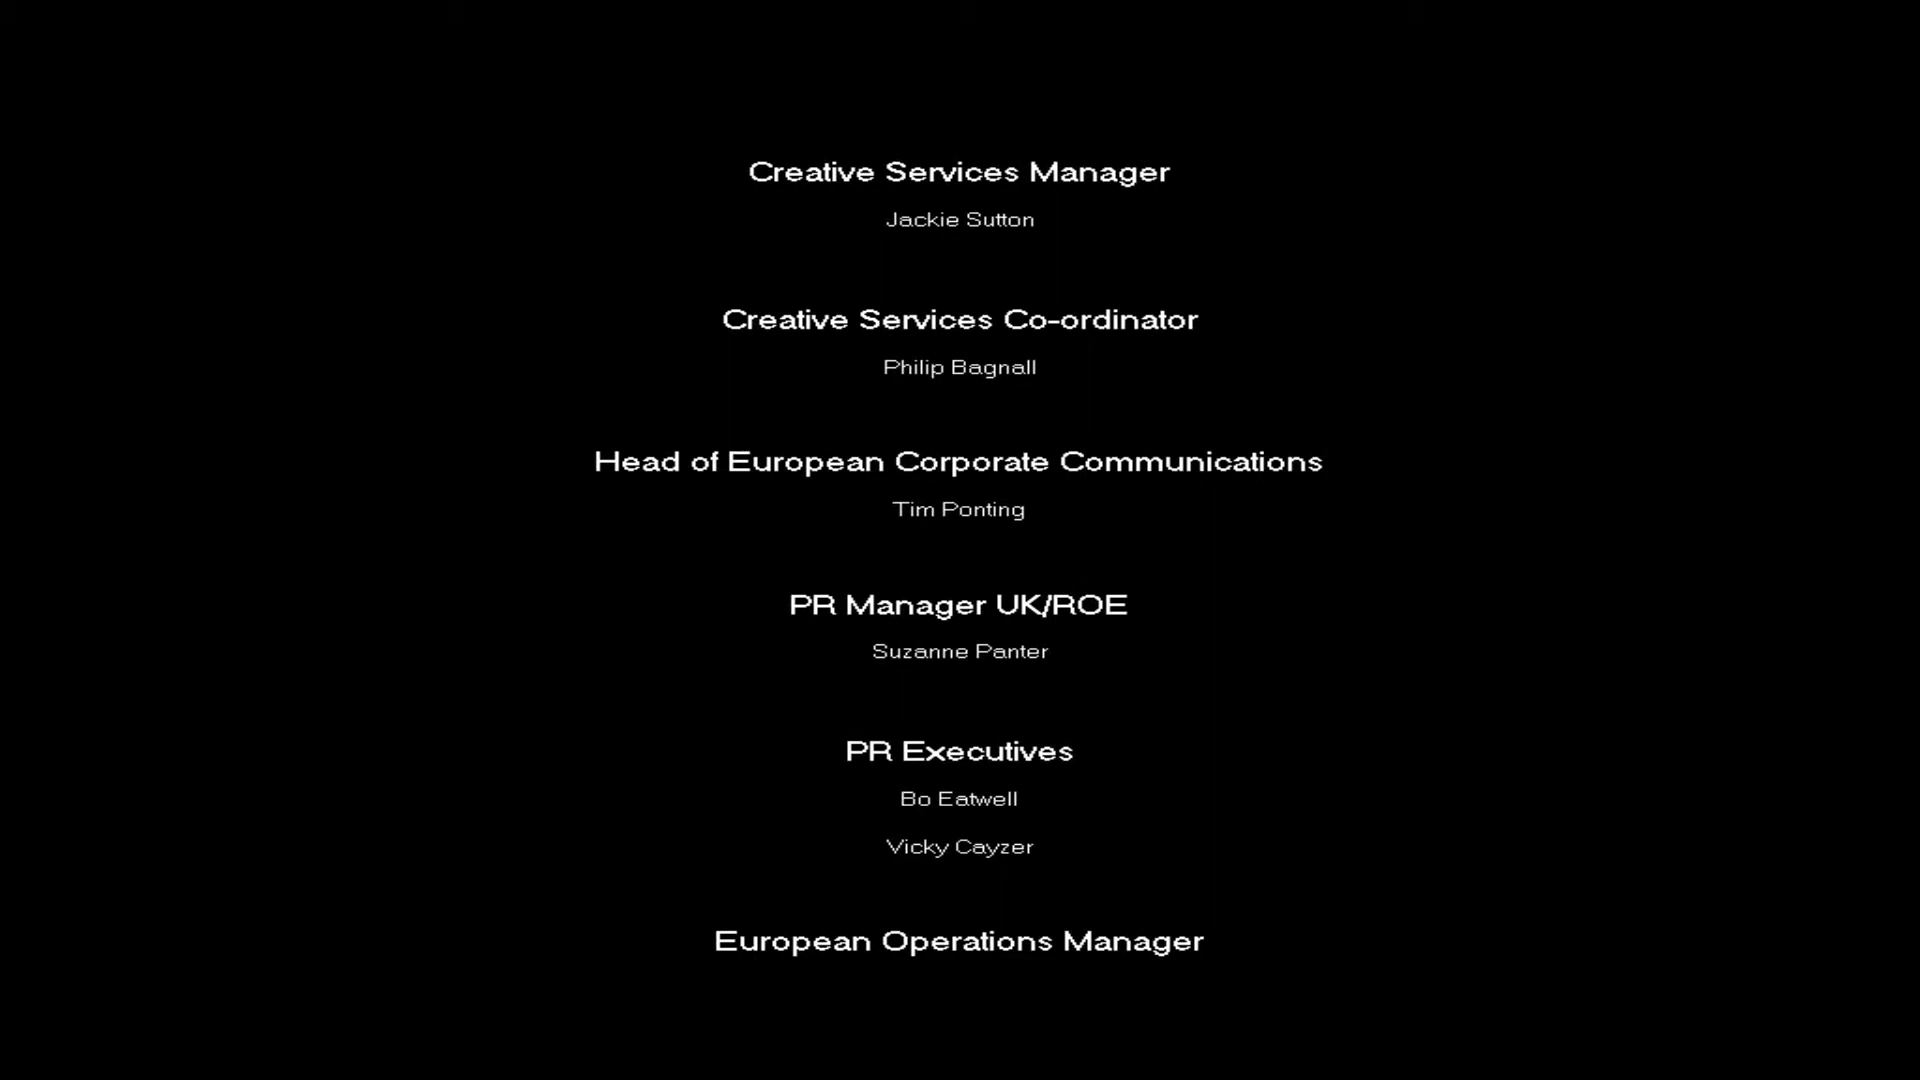 Creative Services Manager
Jackie Sutton
Creative Services Co-ordinator
Philip Bagnall
Head of European Corporate Communications
Tim Ponting
PR Manager UK/ROE
Suzanne Panter
PR Executives
Bo Eatwell
Vicky Cayzer
European Operations Manager